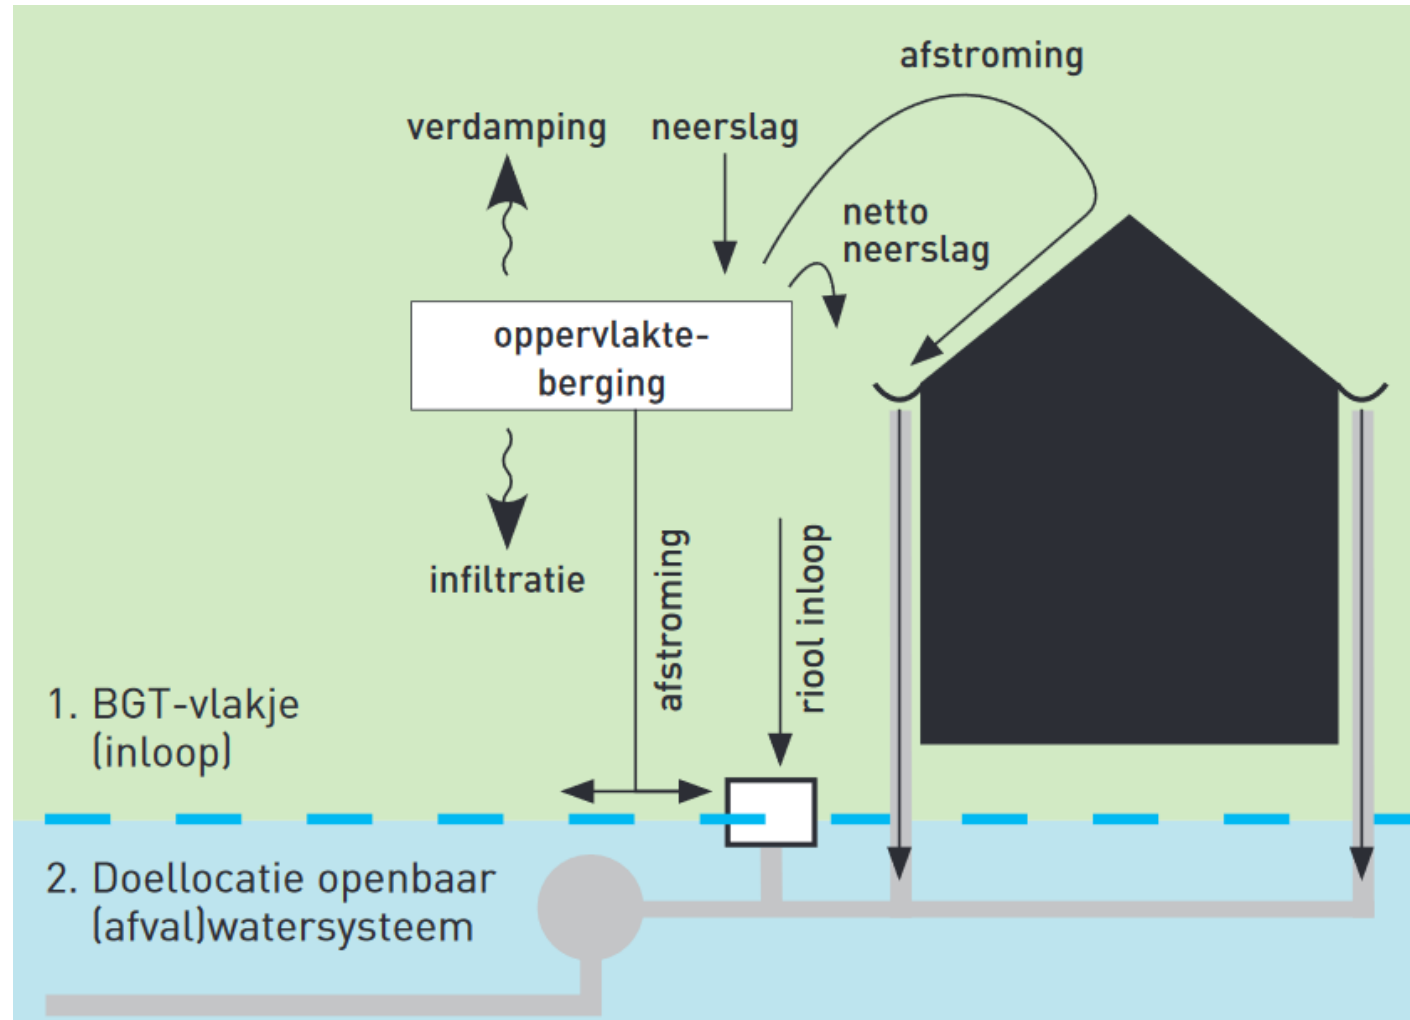 afstroming
verdamping
neerslag
netto
neerslag
oppervlakte-
berging
infiltratie
afstroming
riool inloop
1. BGT-vlakje
(inloop)
2. Doellocatie openbaar
(afval)watersysteem